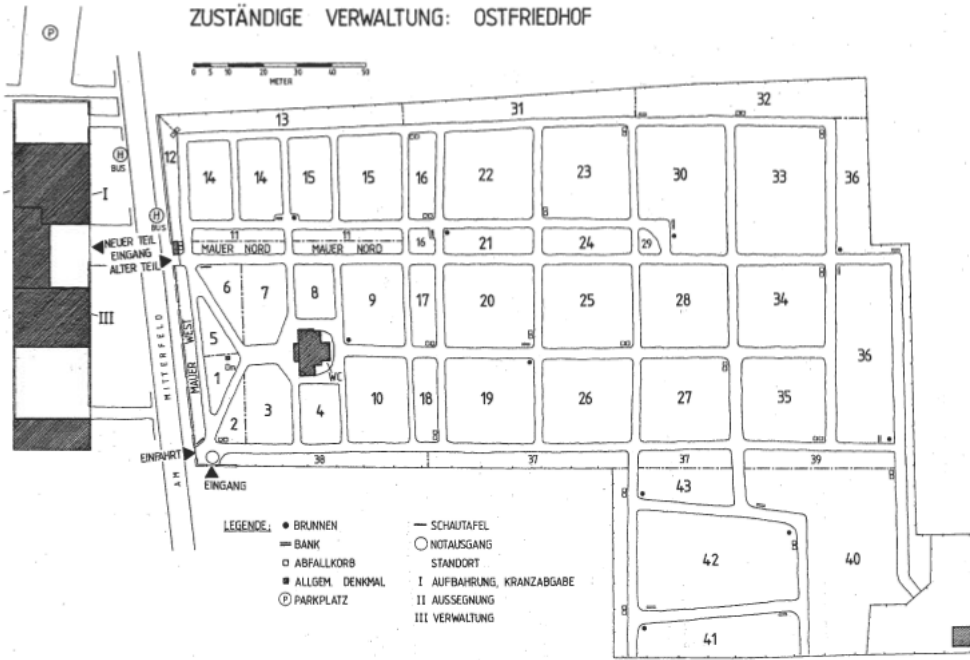 ZUSTÄNDIGE VERWALTUNG: OSTFRIEDHOF
P
0 5 10 20 30 40 50
METER
13
31
32
12
H
BUS
14
14
15
15
16
22
23
30
33
36
I
H
BUS
NEUER TEIL
EINGANG
ALTER TEIL
11
11
MAUER NORD
MAUER NORD
16
21
24
29
6
7
8
9
17
20
25
28
34
III
MITTERFELD
MAUER WEST
5
1
Dn
WC
36
2
3
4
10
18
19
26
27
35
EINFAHRT
AM
38
37
37
39
EINGANG
43
LEGENDE:
BRUNNEN
BANK
ABFALLKORB
ALLGEM. DENKMAL
P PARKPLATZ
SCHAUTAFEL
NOTAUSGANG
STANDORT
I AUFBAHRUNG, KRANZABGABE
II AUSSEGNUNG
III VERWALTUNG
42
40
41